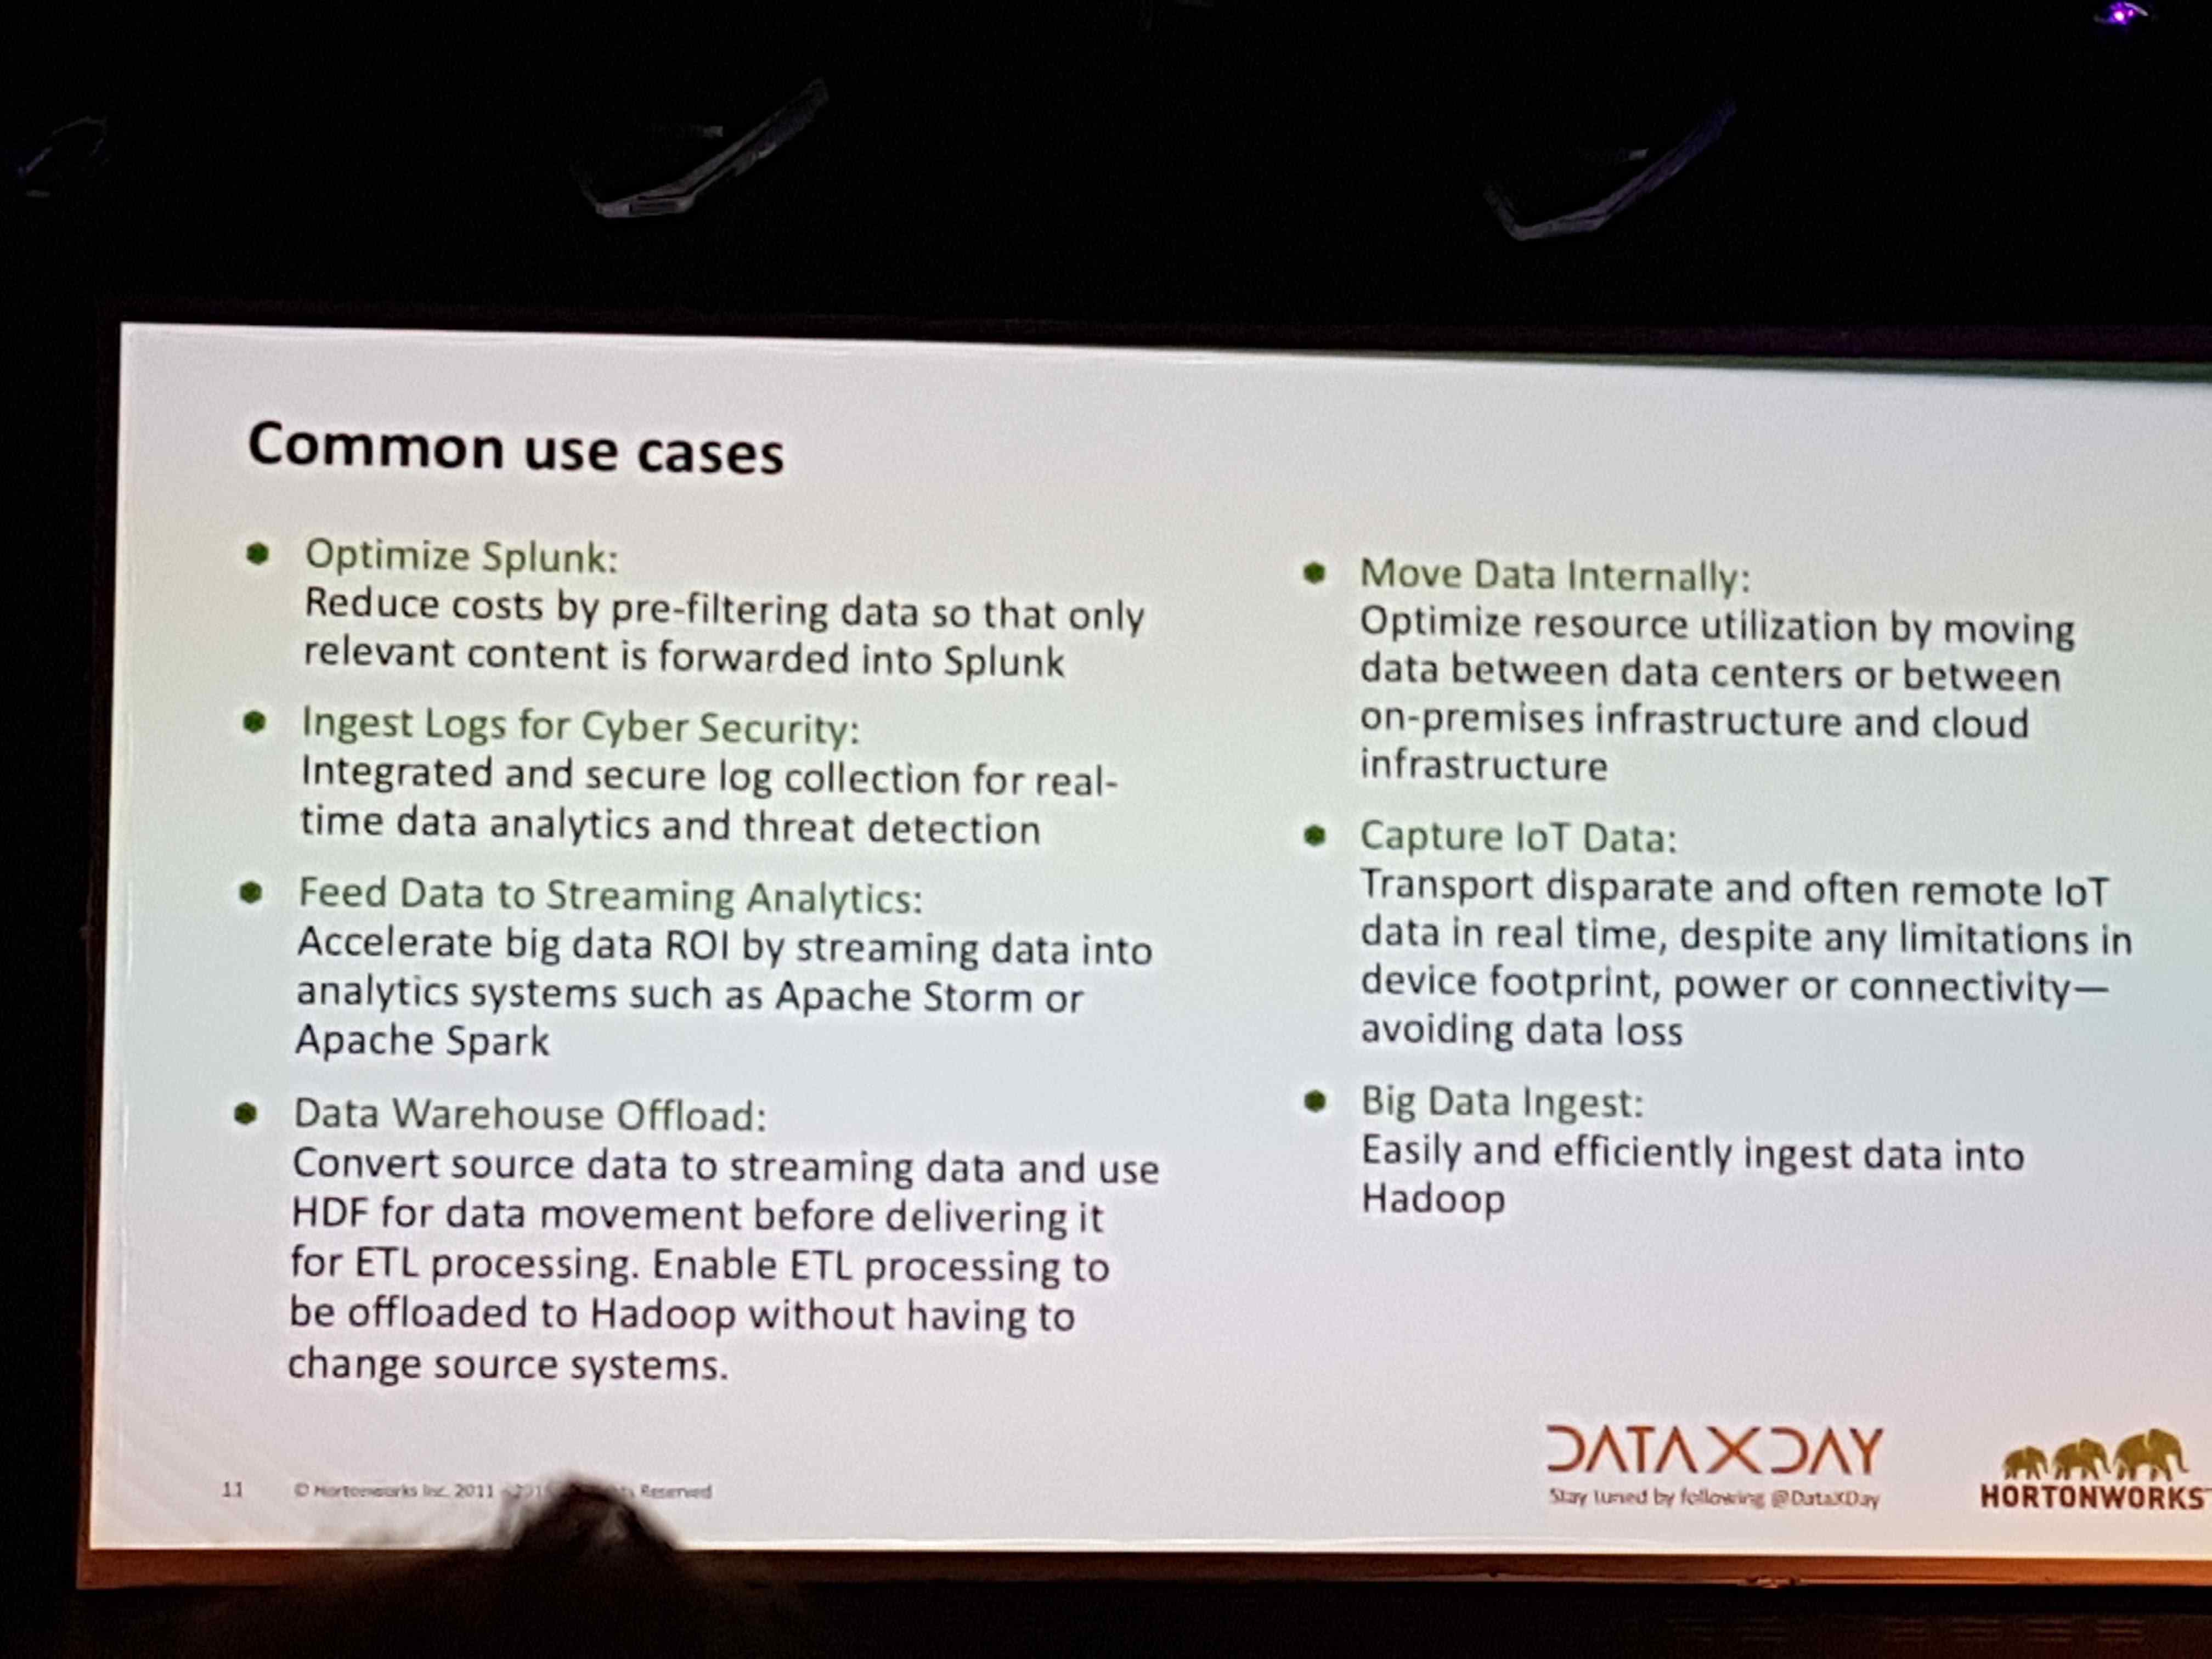 Common use cases
Optimize Splunk:
Reduce costs by pre-filtering data so that only
relevant content is forwarded into Splunk
Ingest Logs for Cyber Security:
Integrated and secure log collection for real-
time data analytics and threat detection
Feed Data to Streaming Analytics:
Accelerate big data ROI by streaming data into
analytics systems such as Apache Storm or
Apache Spark
Data Warehouse Offload:
Convert source data to streaming data and use
HDF for data movement before delivering it
for ETL processing. Enable ETL processing to
be offloaded to Hadoop without having to
change source systems.
Move Data Internally:
Optimize resource utilization by moving
data between data centers or between
on-premises infrastructure and cloud
infrastructure
Capture IoT Data:
Transport disparate and often remote IoT
data in real time, despite any limitations in
device footprint, power or connectivity—
avoiding data loss
Big Data Ingest:
Easily and efficiently ingest data into
Hadoop
11 © Hortonworks Inc. 2011 Reserved
DATAXDAY
Stay tuned by following @DataXDay
HORTONWORKS